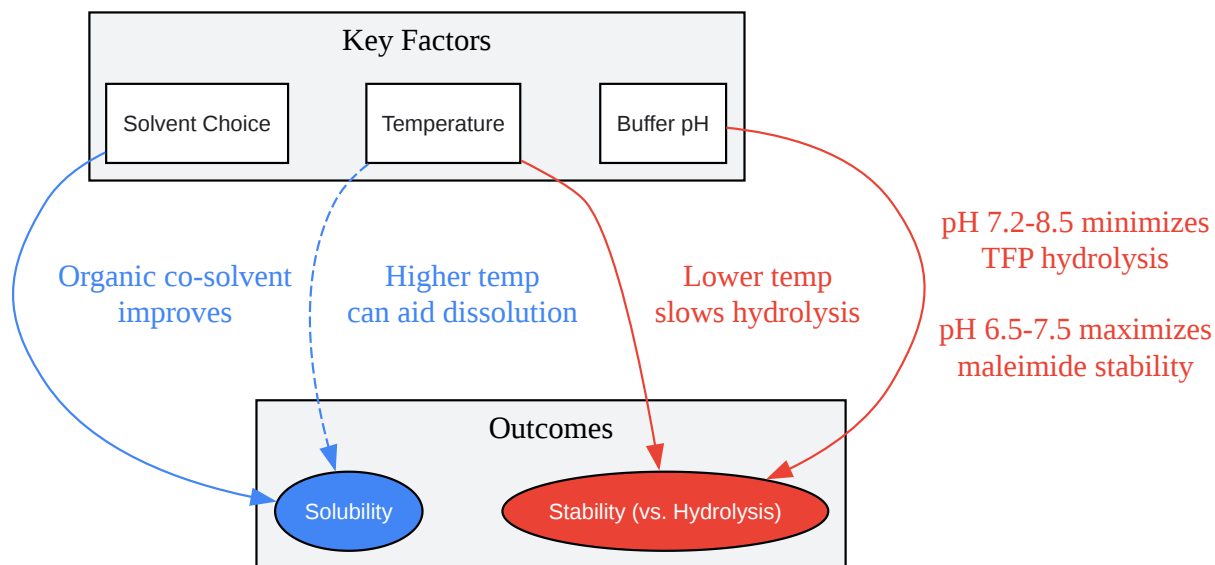 Key Factors
Solvent Choice
Temperature
Buffer pH
Organic co-solvent
improves
Higher temp
can aid dissolution
Lower temp
slows hydrolysis
pH 7.2-8.5 minimizes
TFP hydrolysis
pH 6.5-7.5 maximizes
maleimide stability
Outcomes
Solubility
Stability (vs. Hydrolysis)